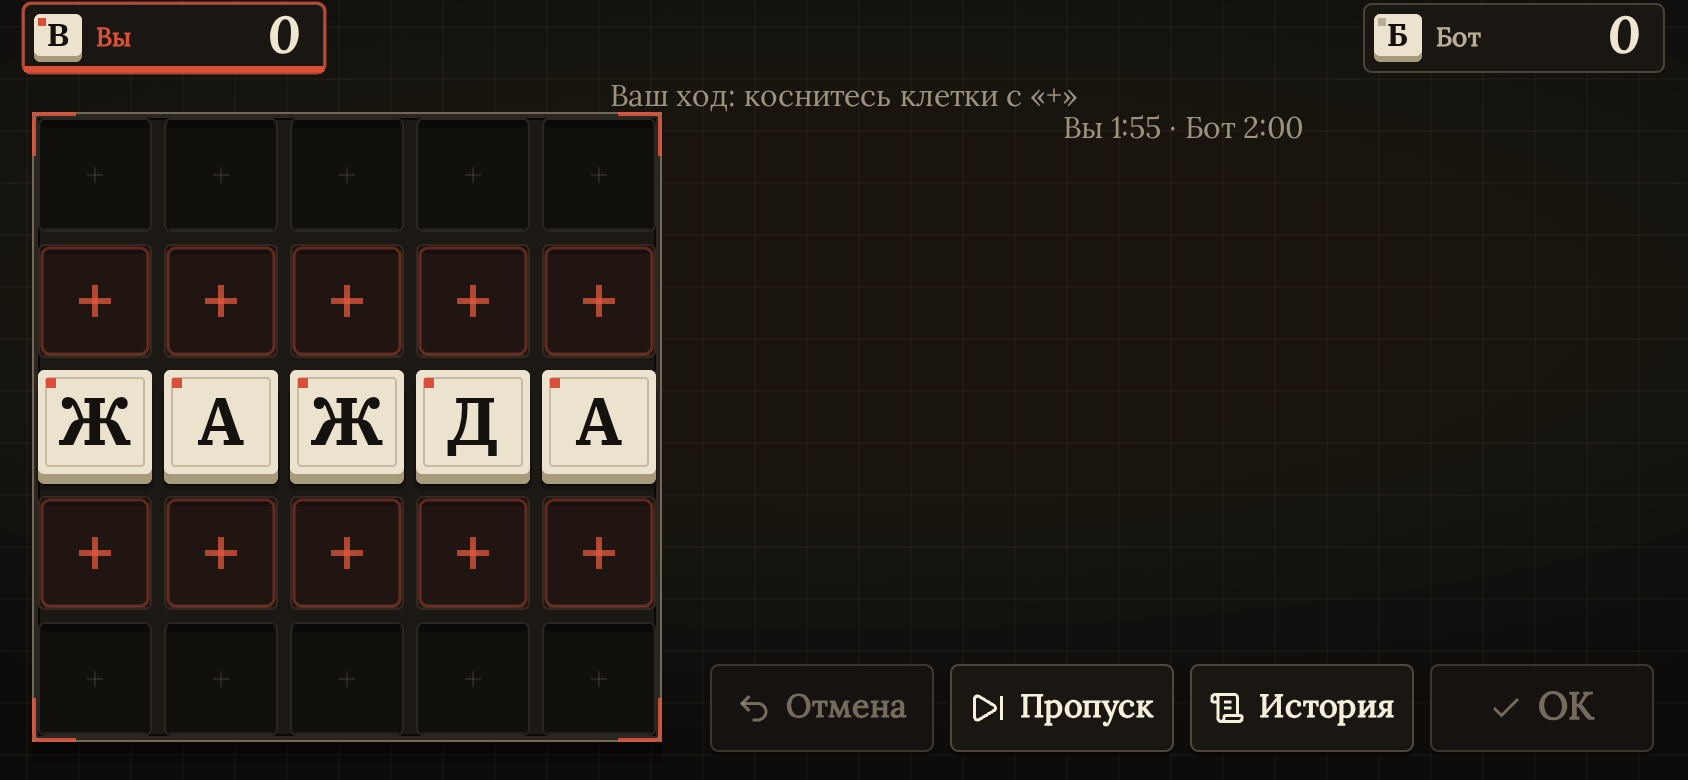 В Вы 0
Б Бот 0
Ваш ход: коснитесь клетки с «+»
Вы 1:55 · Бот 2:00
+ + + + +
+ + + + +
Ж А Ж Д А
+ + + + +
+ + + + +
Отмена Пропуск История OK